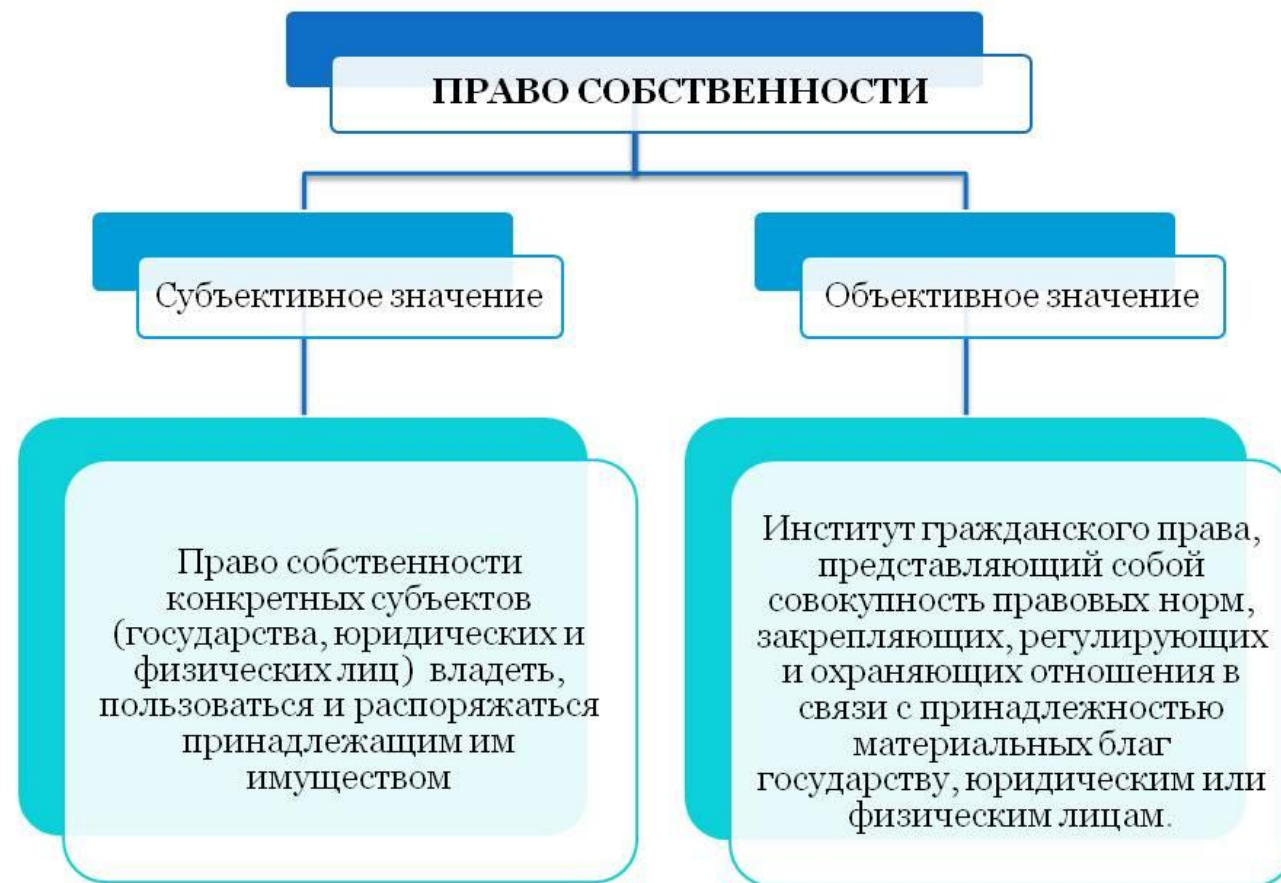 ПРАВО СОБСТВЕННОСТИ
Субъективное значение
Объективное значение
Право собственности
конкретных субъектов
(государства, юридических и
физических лиц) владеть,
пользоваться и распоряжаться
принадлежащим им
имуществом
Институт гражданского права,
представляющий собой
совокупность правовых норм,
закрепляющих, регулирующих
и охраняющих отношения в
связи с принадлежностью
материальных благ
государству, юридическим или
физическим лицам.